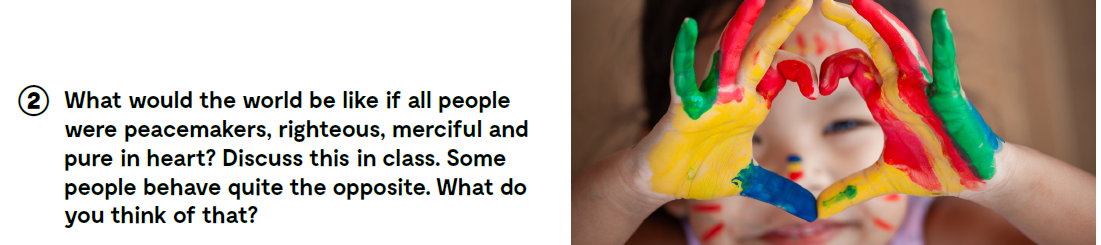 2 What would the world be like if all people
were peacemakers, righteous, merciful and
pure in heart? Discuss this in class. Some
people behave quite the opposite. What do
you think of that?